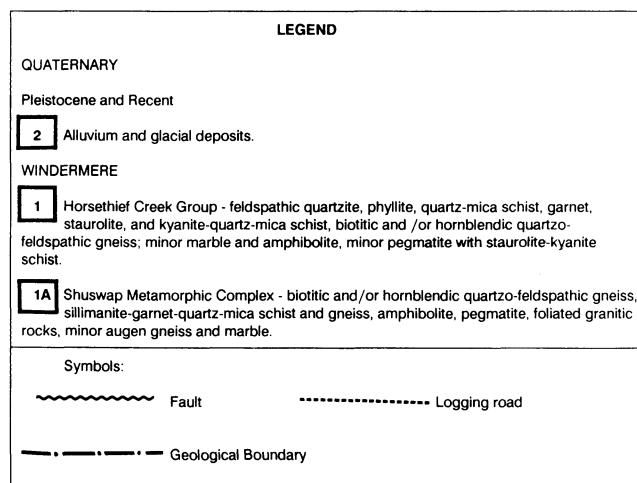 LEGEND
QUATERNARY
Pleistocene and Recent
2 Alluvium and glacial deposits.
WINDERMERE
1 Horsethief Creek Group - feldspathic quartzite, phyllite, quartz-mica schist, garnet,
staurolite, and kyanite-quartz-mica schist, biotitic and /or hornblendic quartzo-
feldspathic gneiss; minor marble and amphibolite, minor pegmatite with staurolite-kyanite
schist.
1A Shuswap Metamorphic Complex - biotitic and/or hornblendic quartzo-feldspathic gneiss,
sillimanite-garnet-quartz-mica schist and gneiss, amphibolite, pegmatite, foliated granitic
rocks, minor augen gneiss and marble.
Symbols:
Fault Logging road
Geological Boundary